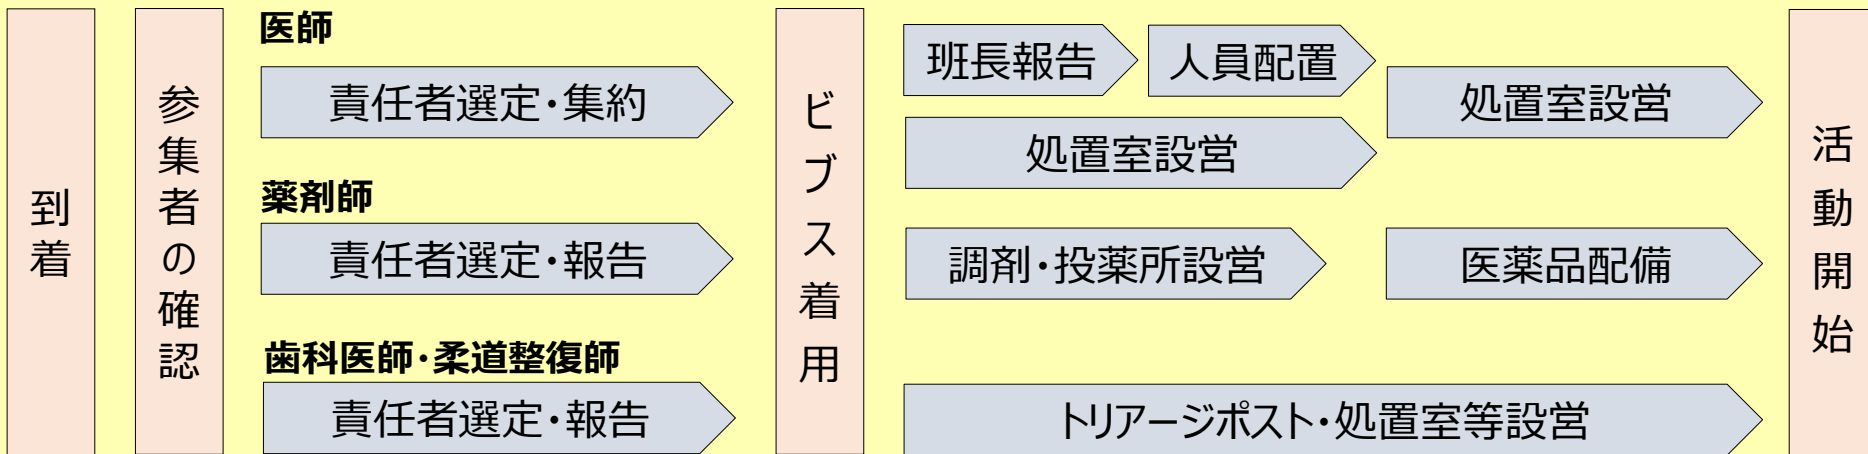 到着
参集者の確認
医師
責任者選定・集約
薬剤師
責任者選定・報告
歯科医師・柔道整復師
責任者選定・報告
ビブス着用
班長報告
人員配置
処置室設営
処置室設営
調剤・投薬所設営
医薬品配備
トリアージポスト・処置室等設営
活動開始